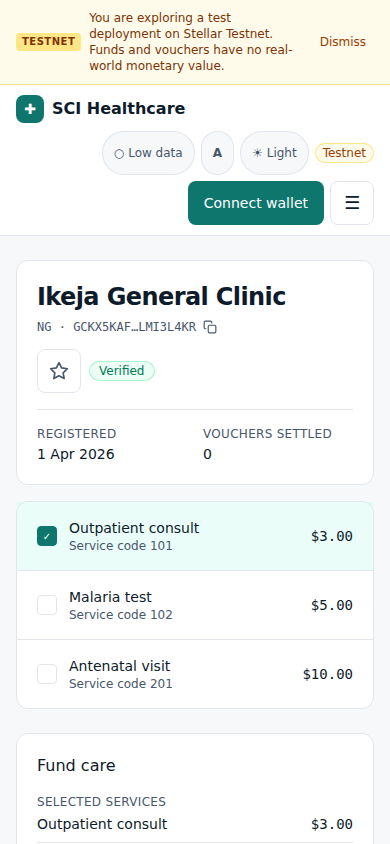 TESTNET
You are exploring a test
deployment on Stellar Testnet.
Funds and vouchers have no real-
world monetary value.
Dismiss
SCI Healthcare
Low data
A
Light
Testnet
Connect wallet
Ikeja General Clinic
NG · GCKX5KAF…LMI3L4KR
Verified
REGISTERED
1 Apr 2026
VOUCHERS SETTLED
0
Outpatient consult
Service code 101
$3.00
Malaria test
Service code 102
$5.00
Antenatal visit
Service code 201
$10.00
Fund care
SELECTED SERVICES
Outpatient consult
$3.00